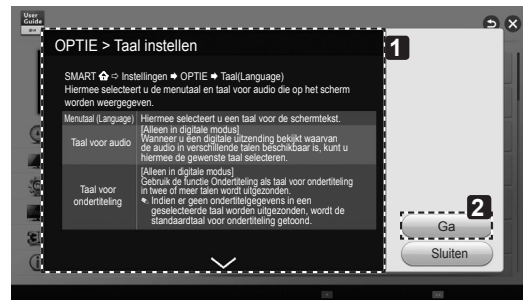 User
Guide
OPTIE > Taal instellen
1
SMART ⇨ Instellingen ➡ OPTIE ➡ Taal(Language)
Hiermee selecteert u de menutaal en taal voor audio die op het scherm
worden weergegeven.
Menutaal (Language) Hiermee selecteert u een taal voor de schermtekst.
Taal voor audio
[Alleen in digitale modus]
Wanneer u een digitale uitzending bekijkt waarvan
de audio in verschillende talen beschikbaar is, kunt u
hiermee de gewenste taal selecteren.
Taal voor
ondertiteling
[Alleen in digitale modus]
Gebruik de functie Ondertiteling als taal voor ondertiteling
in twee of meer talen wordt uitgezonden.
Indien er geen ondertitelgegevens in een
geselecteerde taal worden uitgezonden, wordt de
standaardtaal voor ondertiteling getoond.
2
Ga
Sluiten